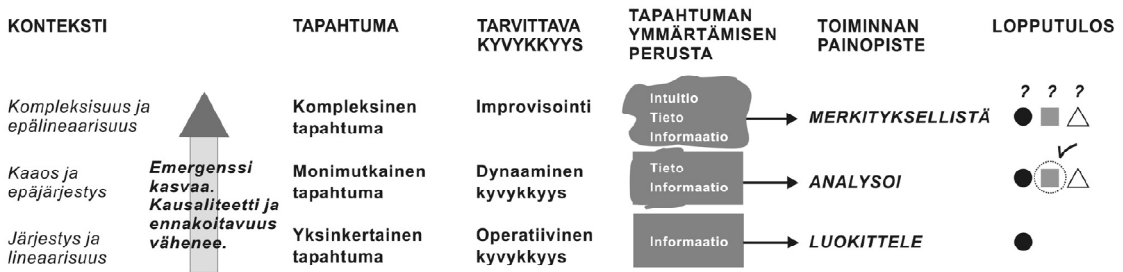 KONTEKSTI
TAPAHTUMA
TARVITTAVA
KYVYKKYYS
TAPAHTUMAN
YMMÄRTÄMISEN
PERUSTA
TOIMINNAN
PAINOPISTE
LOPPUTULOS
Kompleksisuus ja
epälineaarisuus
Kompleksinen
tapahtuma
Improvisointi
Intuitio
Tieto
Informaatio
MERKITYKSELLISTÄ
? ? ?
Kaaos ja
epäjärjestys
Emergenssi
kasvaa.
Kausaliteetti ja
ennakoitavuus
vähenee.
Monimutkainen
tapahtuma
Dynaaminen
kyvykkyys
Tieto
Informaatio
ANALYSOI
Järjestys ja
lineaarisuus
Yksinkertainen
tapahtuma
Operatiivinen
kyvykkyys
Informaatio
LUOKITTELE